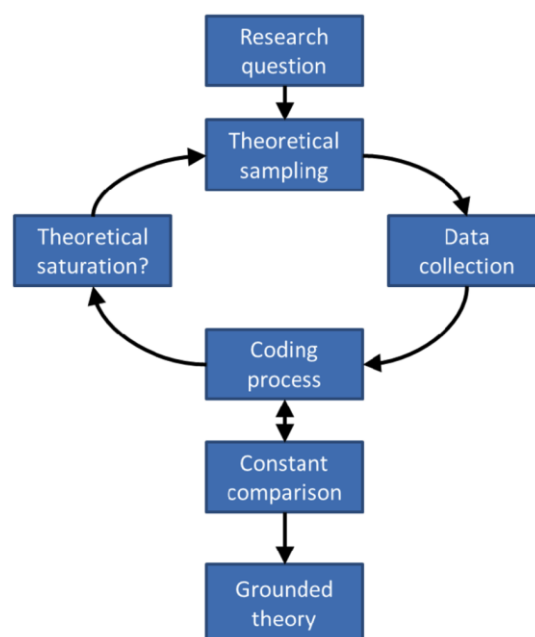 Research
question
Theoretical
sampling
Theoretical
saturation?
Data
collection
Coding
process
Constant
comparison
Grounded
theory